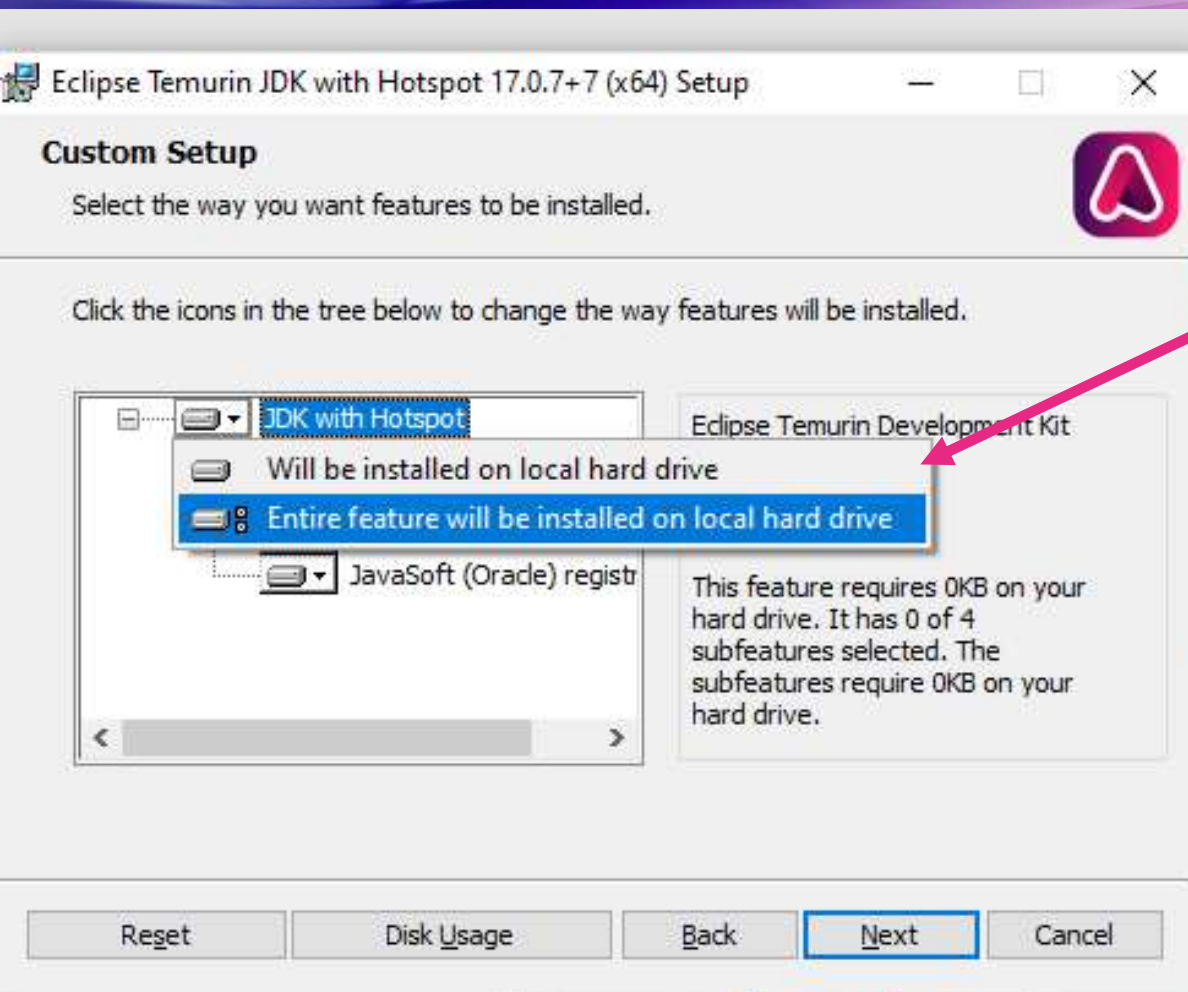 Eclipse Temurin JDK with Hotspot 17.0.7+7 (x64) Setup
Custom Setup
Select the way you want features to be installed.
Click the icons in the tree below to change the way features will be installed.
JDK with Hotspot
Will be installed on local hard drive
Entire feature will be installed on local hard drive
JavaSoft (Oracle) registr
Eclipse Temurin Development Kit
This feature requires 0KB on your
hard drive. It has 0 of 4
subfeatures selected. The
subfeatures require 0KB on your
hard drive.
Reset
Disk Usage
Back
Next
Cancel